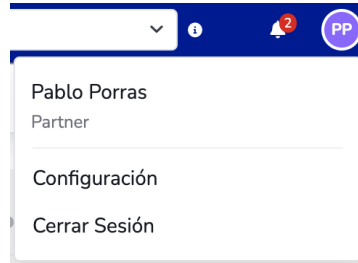 2
PP
Pablo Porras
Partner
Configuración
Cerrar Sesión